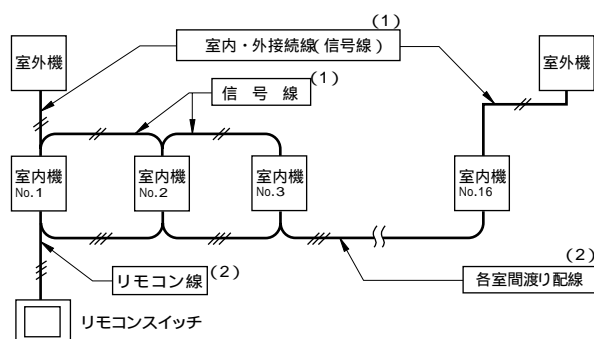 室内・外接続線(信号線)(1)
室外機
室外機
信号線(1)
室内機 No.1
室内機 No.2
室内機 No.3
室内機 No.16
リモコン線(2)
各室間渡り配線(2)
リモコンスイッチ